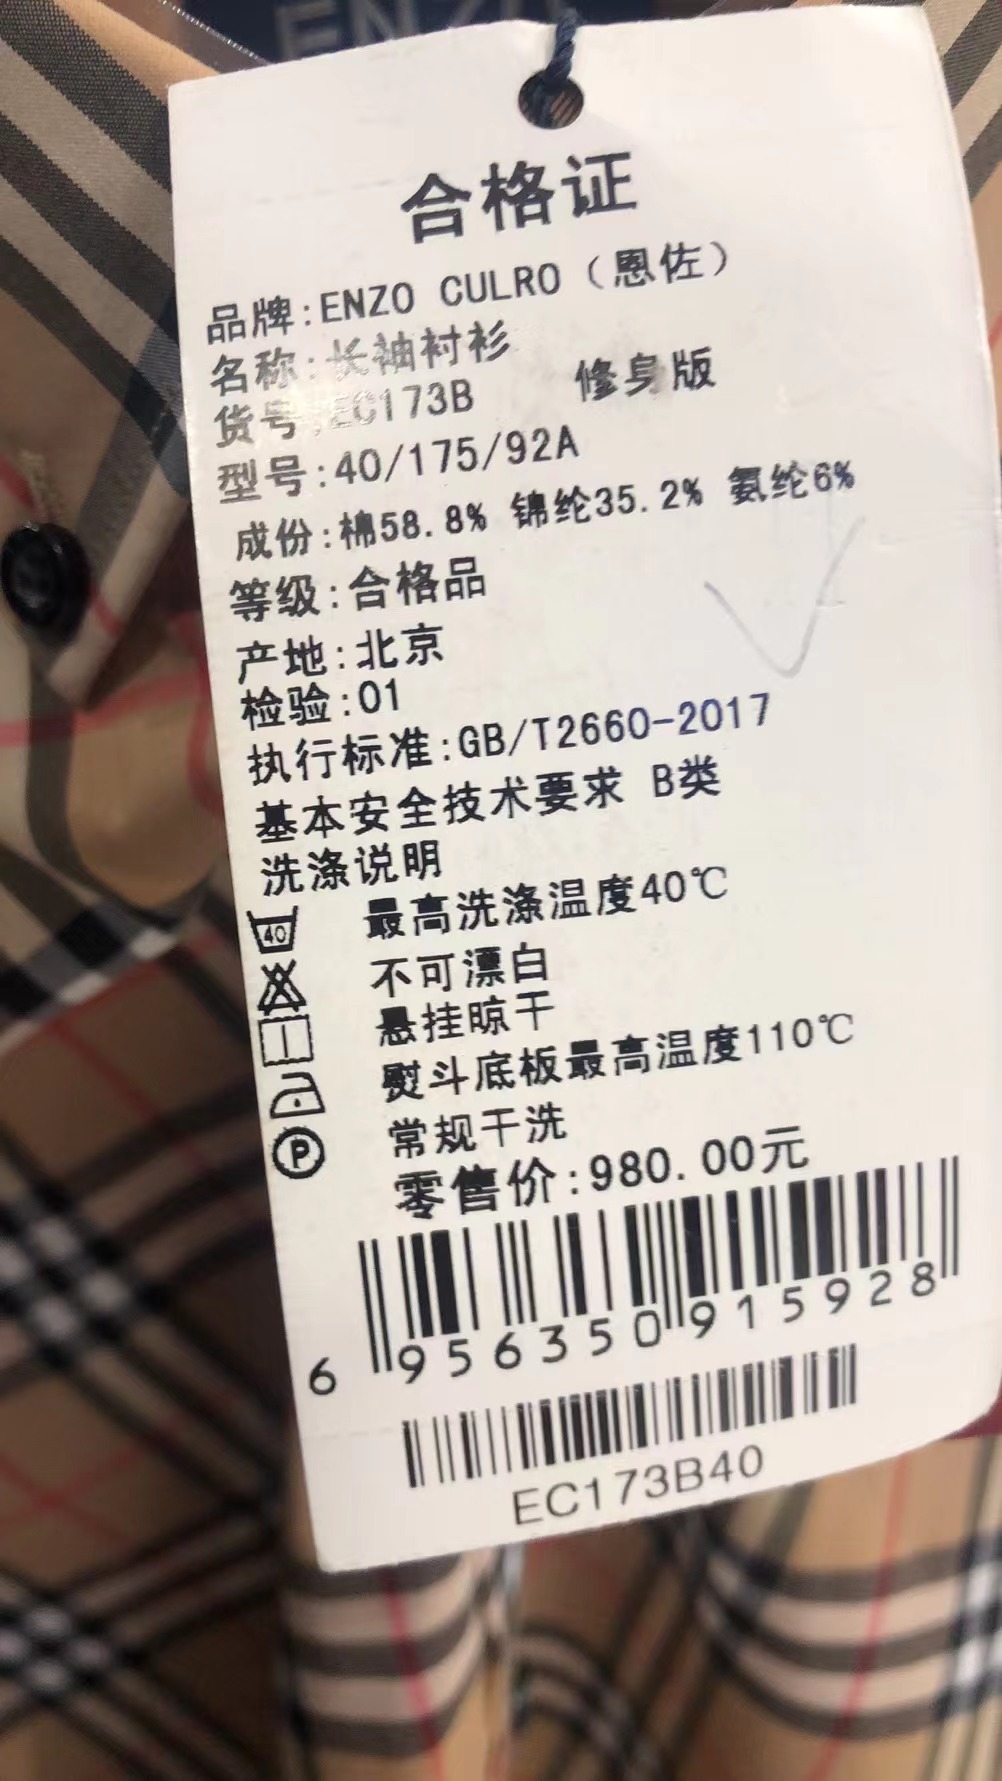 合格证
品牌:ENZO CULRO（恩佐）
名称:长袖衬衫
货号:EC173B 修身版
型号:40/175/92A
成份:棉58.8% 锦纶35.2% 氨纶6%
等级:合格品
产地:北京
检验:01
执行标准:GB/T2660-2017
基本安全技术要求 B类
洗涤说明
40 最高洗涤温度40℃
不可漂白
悬挂晾干
熨斗底板最高温度110℃
P 常规干洗
零售价:980.00元
6 956350 915928
EC173B40